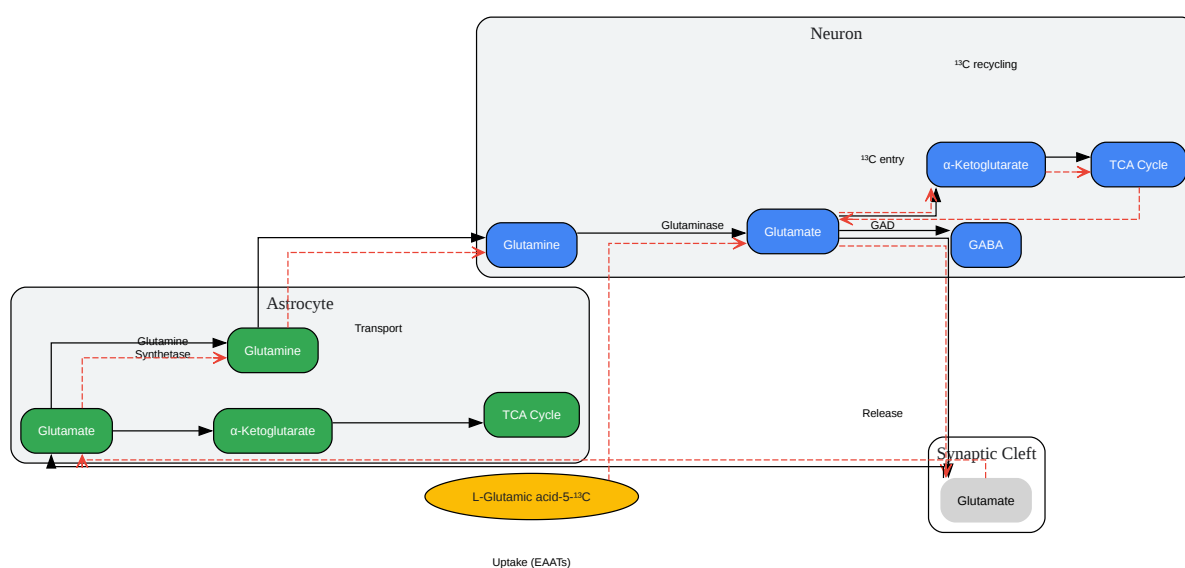 Neuron
¹³C recycling
¹³C entry
α-Ketoglutarate
TCA Cycle
Glutaminase
Glutamate
GAD
Glutamine
GABA
Astrocyte
Transport
Glutamine
Synthetase
Glutamine
TCA Cycle
Glutamate
α-Ketoglutarate
Release
Synaptic Cleft
L-Glutamic acid-5-¹³C
Glutamate
Uptake (EAATs)